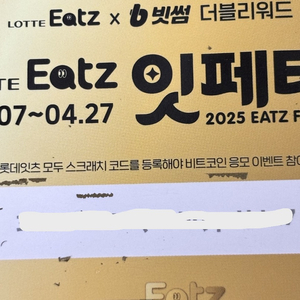 LOTTE Eatz x 빗썸 더블리워드
TE Eatz 잇페티
07~04.27
2025 EATZ F
롯데잇츠 모두 스크래치 코드를 등록해야 비트코인 응모 이벤트 참여
Eatz